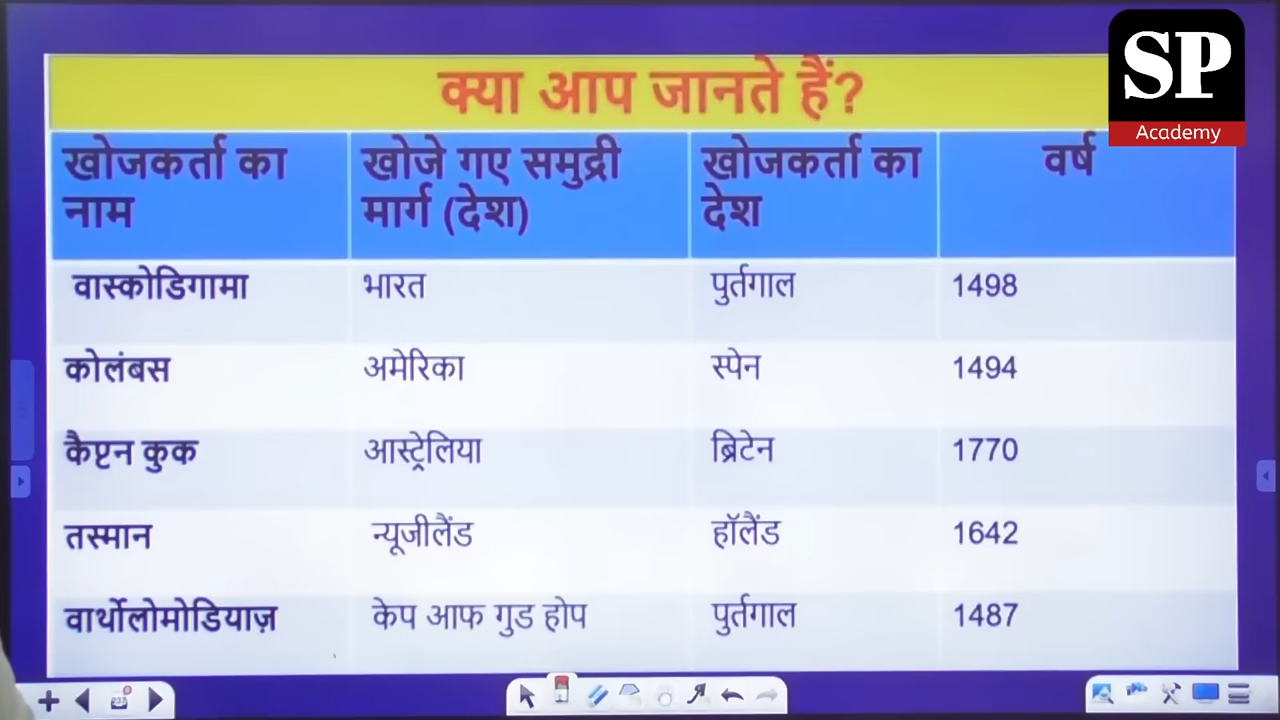 SP
Academy
क्या आप जानते हैं?
खोजकर्ता का नाम
खोजे गए समुद्री मार्ग (देश)
खोजकर्ता का देश
वर्ष
वास्कोडिगामा भारत पुर्तगाल 1498
कोलंबस अमेरिका स्पेन 1494
कैप्टन कुक आस्ट्रेलिया ब्रिटेन 1770
तस्मान न्यूजीलैंड हॉलैंड 1642
वार्थोलोमोडियाज़ केप आफ गुड होप पुर्तगाल 1487
237